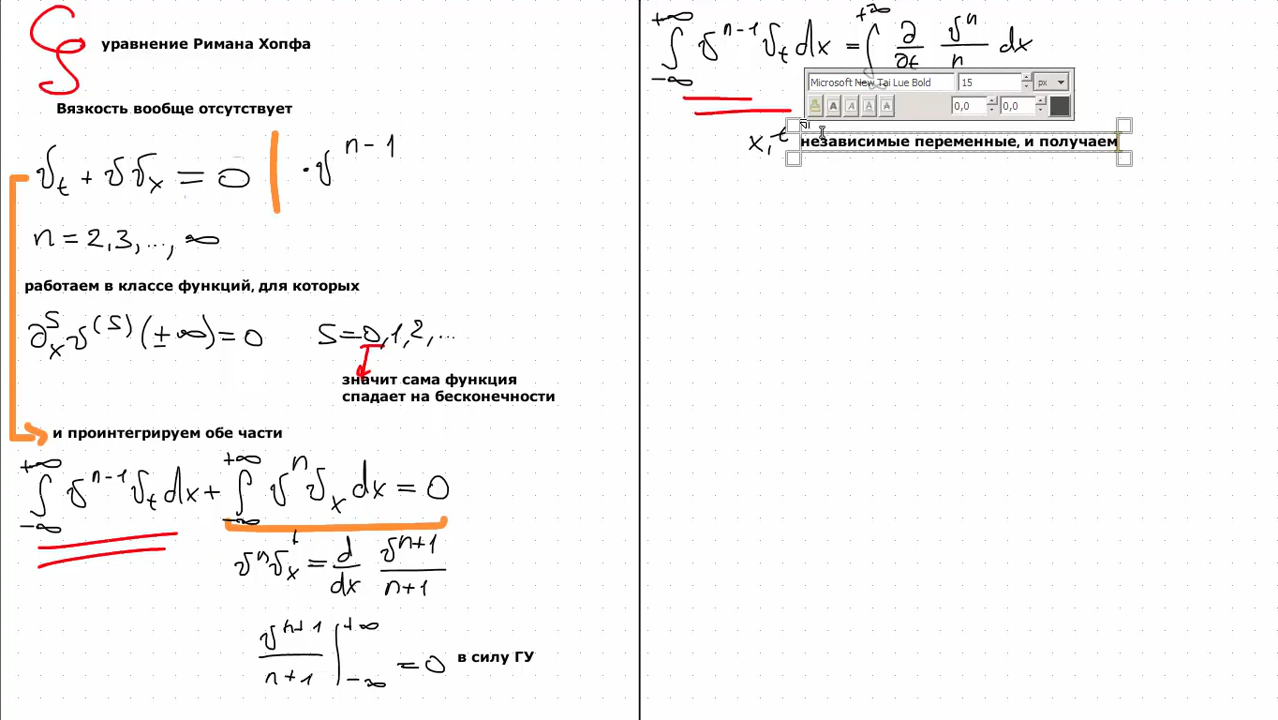 уравнение Римана Хопфа
Вязкость вообще отсутствует
v_t + v v_x = 0 | · v^{n-1}
n = 2,3,...,∞
работаем в классе функций, для которых
∂_x^s v^{(s)}(±∞) = 0 s=0,1,2,...
значит сама функция
спадает на бесконечности
и проинтегрируем обе части
∫_{-∞}^{+∞} v^{n-1} v_t dx + ∫_{-∞}^{+∞} v^n v_x dx = 0
v^n v_x = d/dx v^{n+1}/(n+1)
v^{n+1}/(n+1) |_{-∞}^{+∞} = 0 в силу ГУ
∫_{-∞}^{+∞} v^{n-1} v_t dx = ∫_{-∞}^{+∞} ∂/∂t v^n/n dx
Microsoft New Tai Lue Bold 15 px
A A A A 0,0 0,0
x, t независимые переменные, и получаем